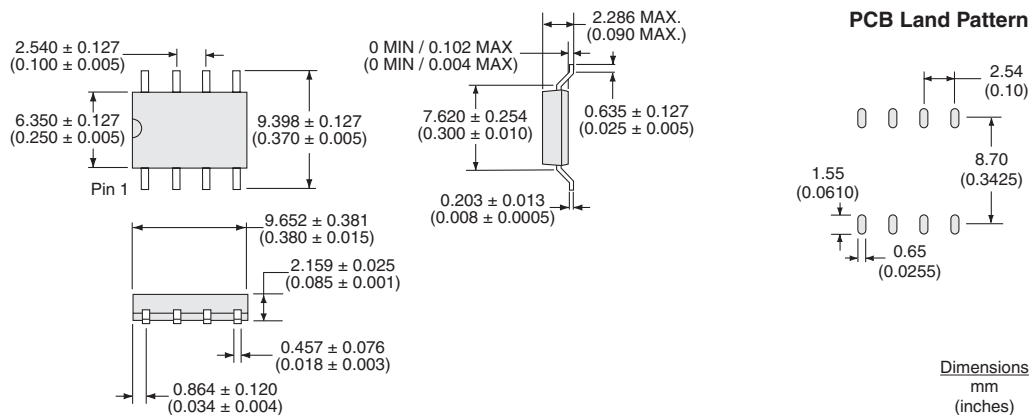 2.540 ± 0.127
(0.100 ± 0.005)
6.350 ± 0.127
(0.250 ± 0.005)
9.398 ± 0.127
(0.370 ± 0.005)
Pin 1
9.652 ± 0.381
(0.380 ± 0.015)
2.159 ± 0.025
(0.085 ± 0.001)
0.457 ± 0.076
(0.018 ± 0.003)
0.864 ± 0.120
(0.034 ± 0.004)
2.286 MAX.
(0.090 MAX.)
0 MIN / 0.102 MAX
(0 MIN / 0.004 MAX)
7.620 ± 0.254
(0.300 ± 0.010)
0.635 ± 0.127
(0.025 ± 0.005)
0.203 ± 0.013
(0.008 ± 0.0005)
PCB Land Pattern
2.54
(0.10)
8.70
(0.3425)
1.55
(0.0610)
0.65
(0.0255)
Dimensions
mm
(inches)